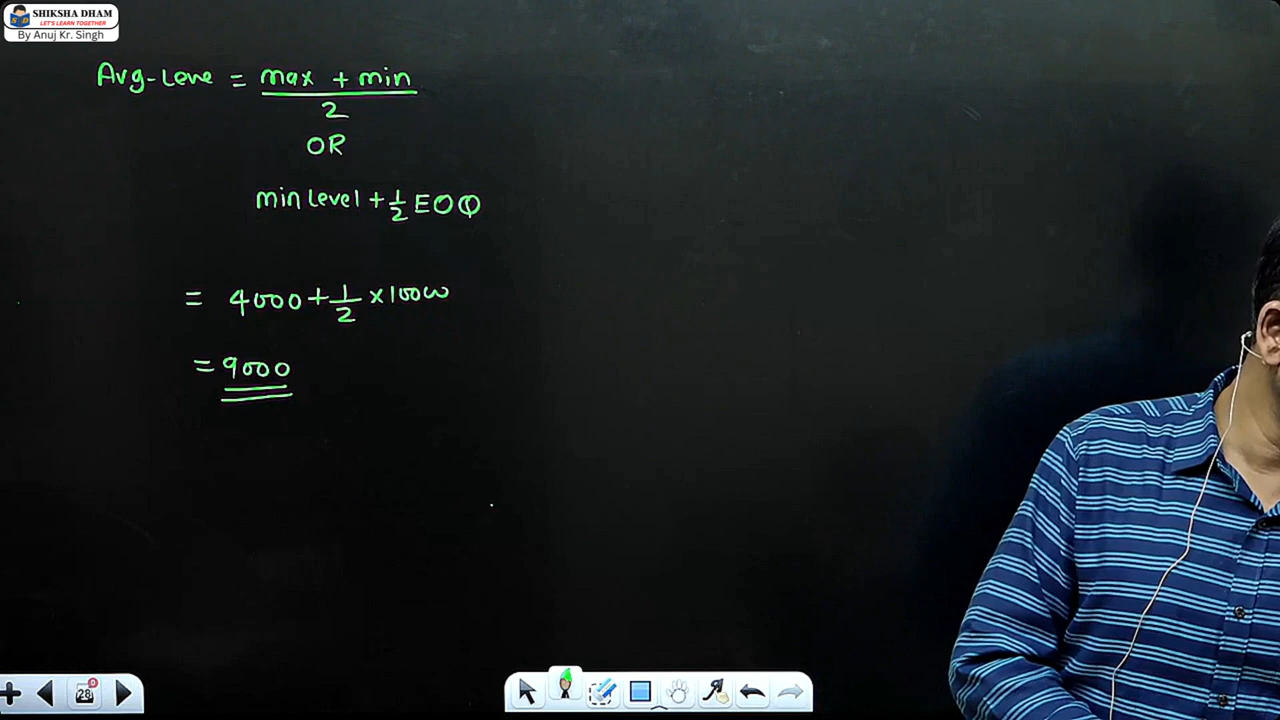 SHIKSHA DHAM
LET'S LEARN TOGETHER
By Anuj Kr. Singh
Avg-Leve = max + min
2
OR
min Level + 1/2 EOQ
= 4000 + 1/2 × 10000
= 9000
28
0